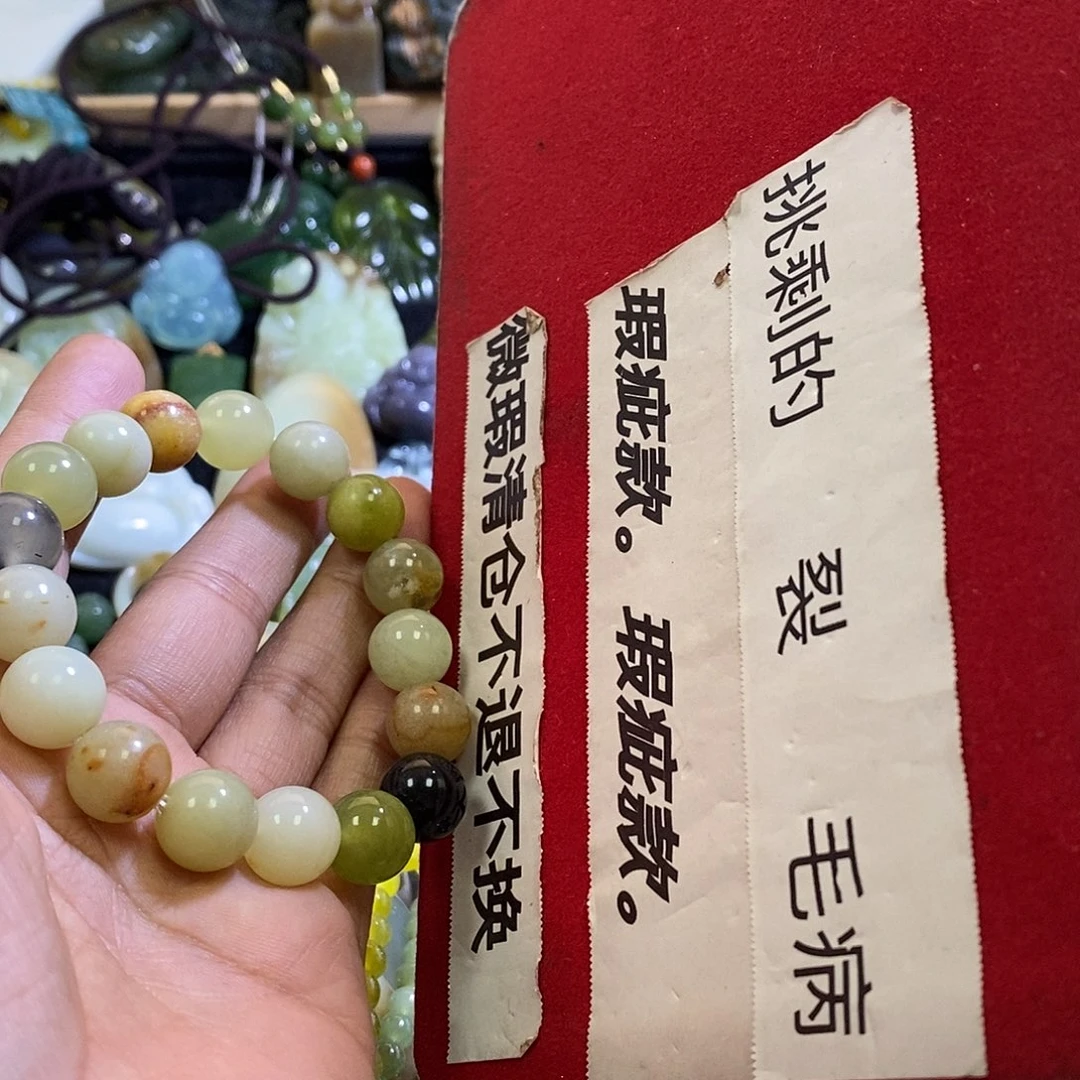 挑剩的 裂 毛病
瑕疵款。瑕疵款。
微瑕清仓不退不换